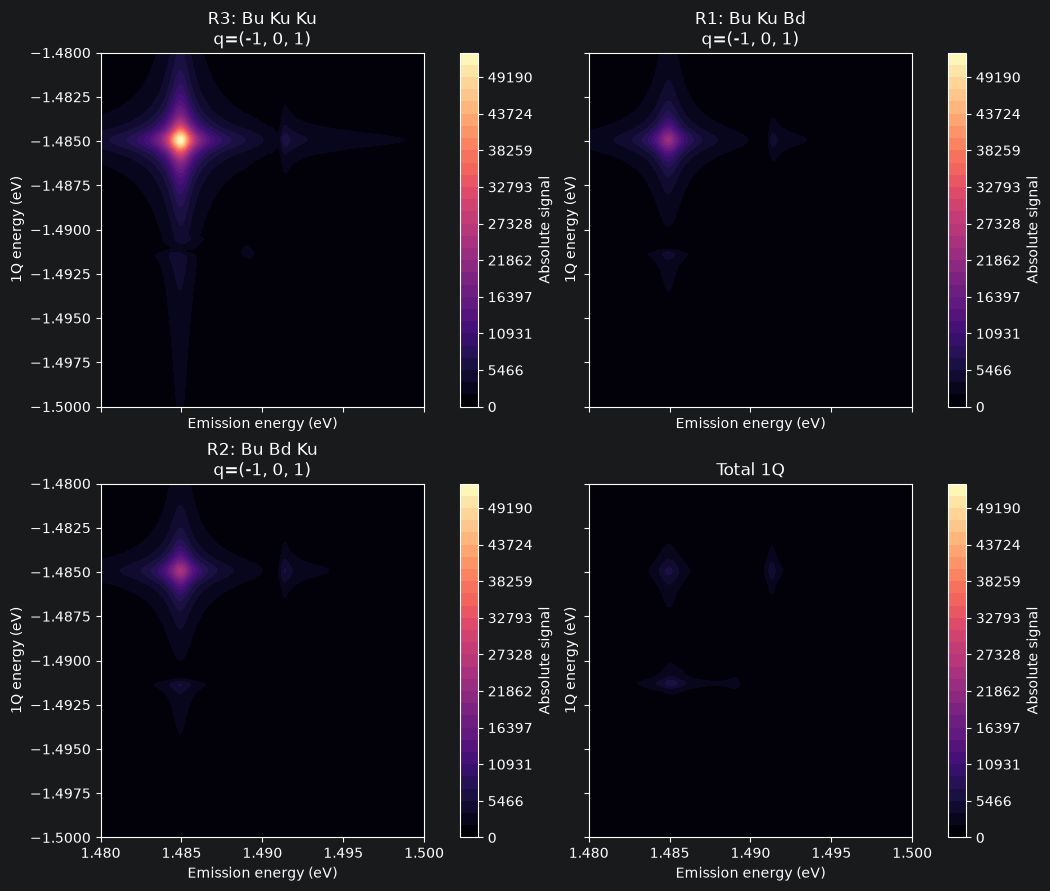 R3: Bu Ku Ku
q=(-1, 0, 1)
−1.4800
−1.4825
−1.4850
−1.4875
−1.4900
−1.4925
−1.4950
−1.4975
−1.5000
1Q energy (eV)
Emission energy (eV)
49190
43724
38259
32793
27328
21862
16397
10931
5466
0
Absolute signal
R1: Bu Ku Bd
q=(-1, 0, 1)
1Q energy (eV)
Emission energy (eV)
49190
43724
38259
32793
27328
21862
16397
10931
5466
0
Absolute signal
R2: Bu Bd Ku
q=(-1, 0, 1)
−1.4800
−1.4825
−1.4850
−1.4875
−1.4900
−1.4925
−1.4950
−1.4975
−1.5000
1Q energy (eV)
1.480 1.485 1.490 1.495 1.500
Emission energy (eV)
49190
43724
38259
32793
27328
21862
16397
10931
5466
0
Absolute signal
Total 1Q
1Q energy (eV)
1.480 1.485 1.490 1.495 1.500
Emission energy (eV)
49190
43724
38259
32793
27328
21862
16397
10931
5466
0
Absolute signal